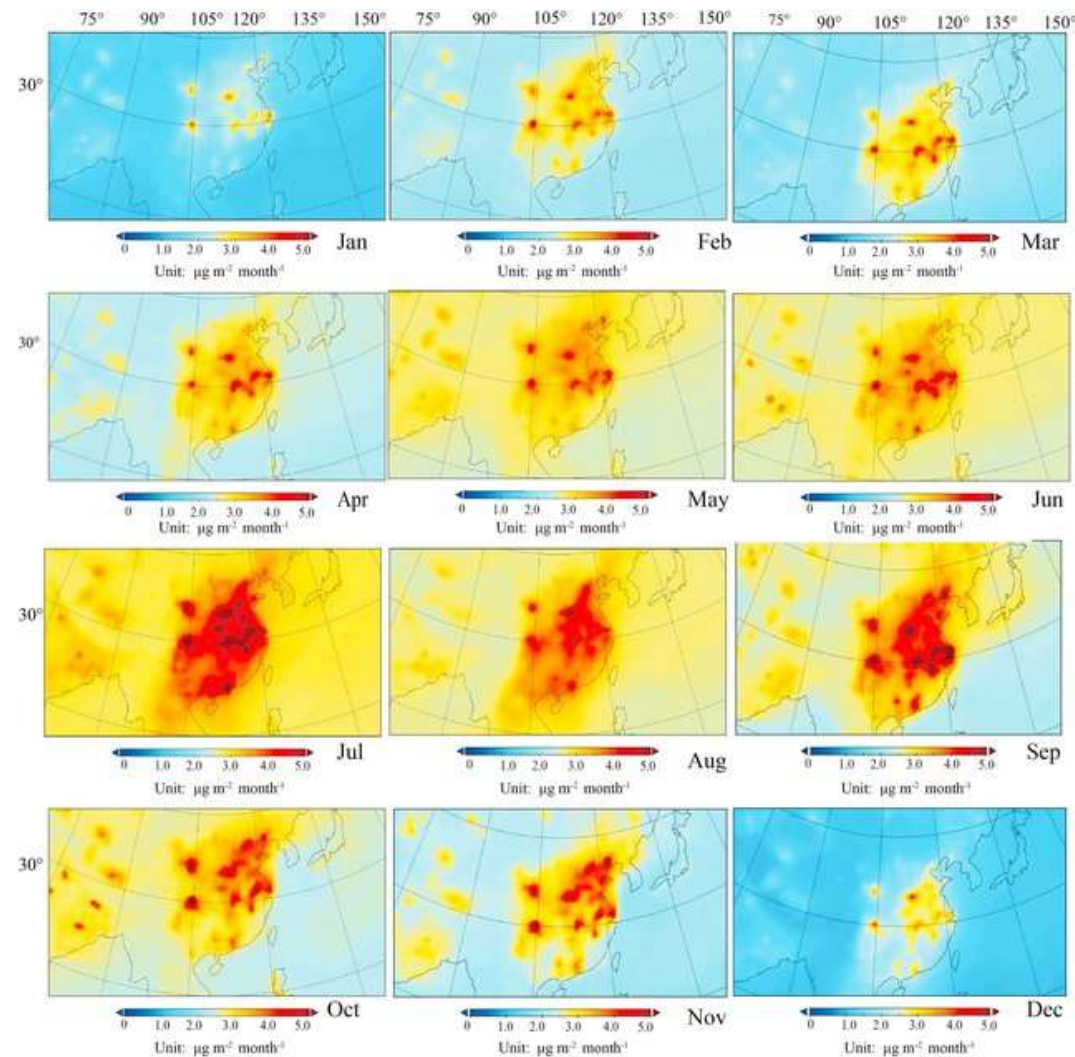 75° 90° 105° 120° 135° 150° 75° 90° 105° 120° 135° 150° 75° 90° 105° 120° 135° 150°
30°
0 1.0 2.0 3.0 4.0 5.0 Jan 0 1.0 2.0 3.0 4.0 5.0 Feb 0 1.0 2.0 3.0 4.0 5.0 Mar
Unit: μg m⁻² month⁻¹ Unit: μg m⁻² month⁻¹ Unit: μg m⁻² month⁻¹
30°
0 1.0 2.0 3.0 4.0 5.0 Apr 0 1.0 2.0 3.0 4.0 5.0 May 0 1.0 2.0 3.0 4.0 5.0 Jun
Unit: μg m⁻² month⁻¹ Unit: μg m⁻² month⁻¹ Unit: μg m⁻² month⁻¹
30°
0 1.0 2.0 3.0 4.0 5.0 Jul 0 1.0 2.0 3.0 4.0 5.0 Aug 0 1.0 2.0 3.0 4.0 5.0 Sep
Unit: μg m⁻² month⁻¹ Unit: μg m⁻² month⁻¹ Unit: μg m⁻² month⁻¹
30°
0 1.0 2.0 3.0 4.0 5.0 Oct 0 1.0 2.0 3.0 4.0 5.0 Nov 0 1.0 2.0 3.0 4.0 5.0 Dec
Unit: μg m⁻² month⁻¹ Unit: μg m⁻² month⁻¹ Unit: μg m⁻² month⁻¹